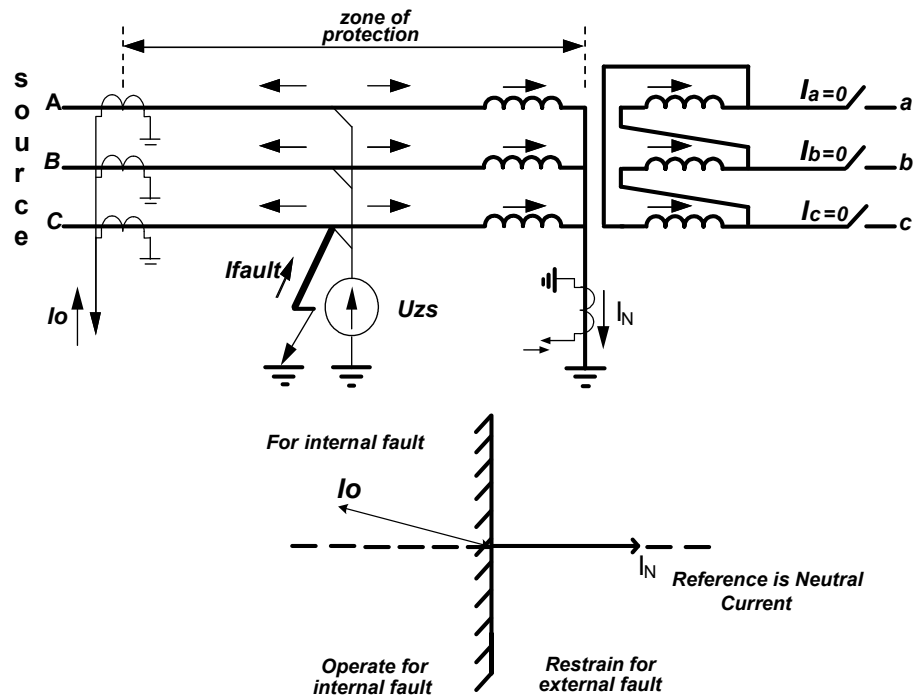 zone of
protection
source
A
B
C
Ia=0
Ib=0
Ic=0
a
b
c
Ifault
Uzs
Io
IN
For internal fault
Io
IN
Reference is Neutral
Current
Operate for
internal fault
Restrain for
external fault